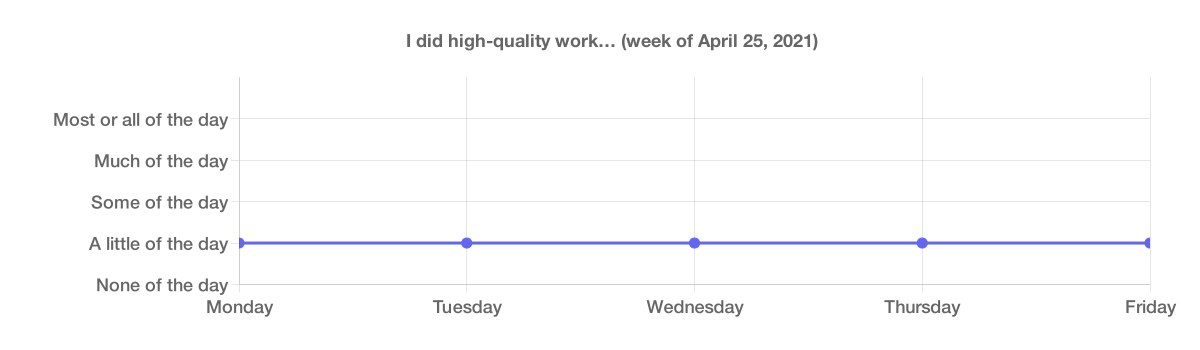 I did high-quality work… (week of April 25, 2021)
Most or all of the day
Much of the day
Some of the day
A little of the day
None of the day
Monday Tuesday Wednesday Thursday Friday